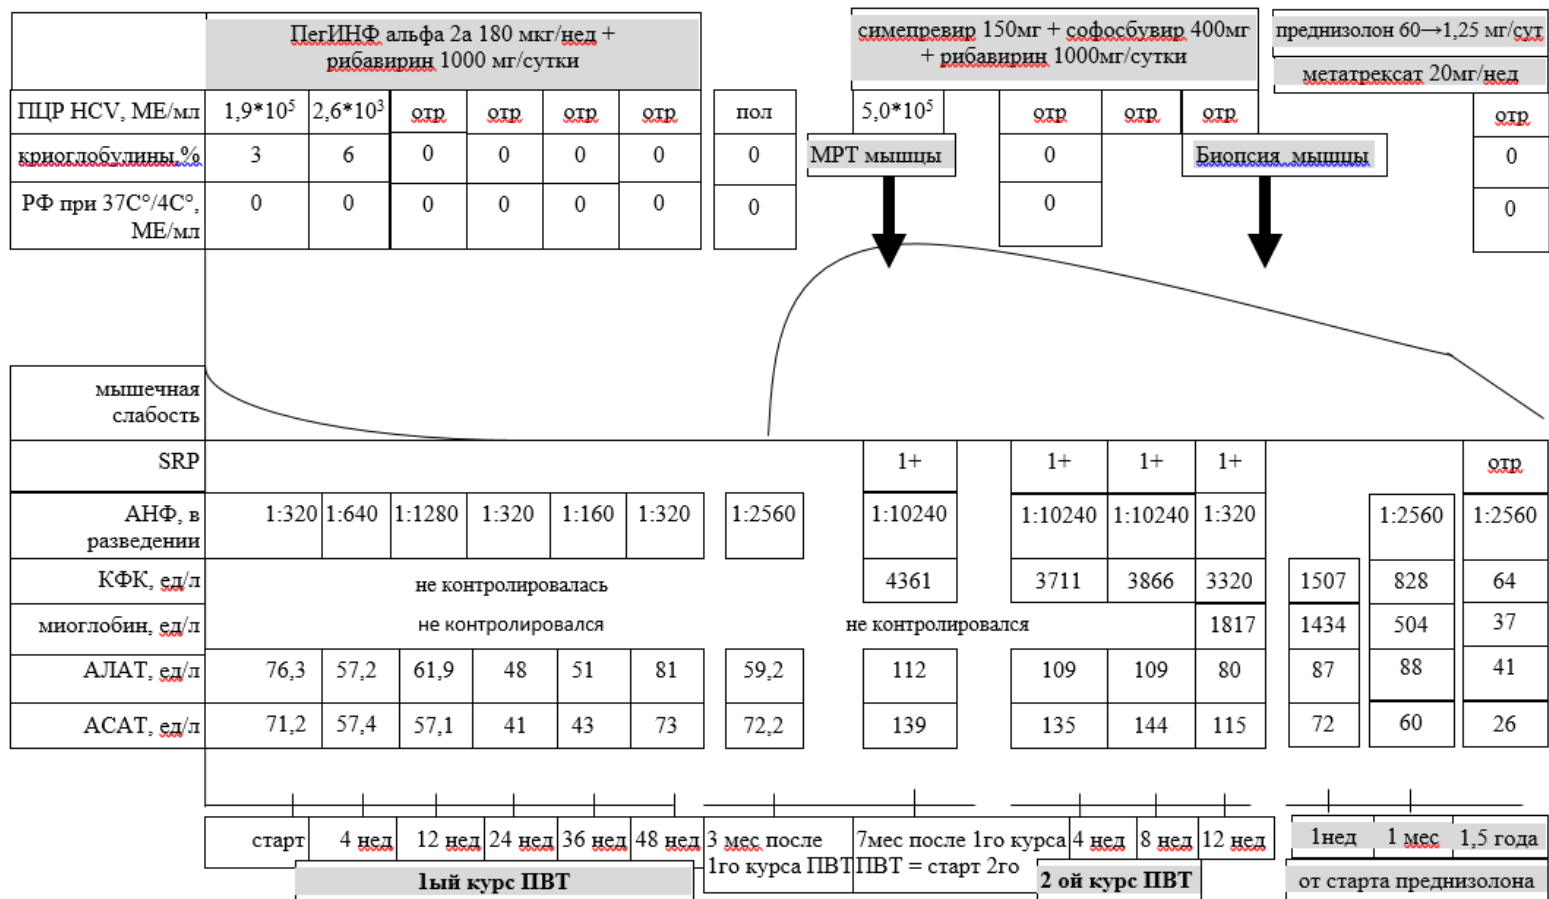 ПегИНФ альфа 2а 180 мкг/нед +
рибавирин 1000 мг/сутки
симепревир 150мг + софосбувир 400мг
+ рибавирин 1000мг/сутки
преднизолон 60→1,25 мг/сут
метатрексат 20мг/нед
ПЦР HCV, МЕ/мл 1,9*10⁵ 2,6*10³ отр отр отр отр пол 5,0*10⁵ отр отр отр отр
криоглобулины,% 3 6 0 0 0 0 0 МРТ мышцы 0 Биопсия мышцы 0
РФ при 37С°/4С°, 0 0 0 0 0 0 0 0 0
МЕ/мл
мышечная
слабость
SRP 1+ 1+ 1+ 1+ отр
АНФ, в 1:320 1:640 1:1280 1:320 1:160 1:320 1:2560 1:10240 1:10240 1:10240 1:320 1:2560 1:2560
разведении
КФК, ед/л не контролировалась 4361 3711 3866 3320 1507 828 64
миоглобин, ед/л не контролировался не контролировался 1817 1434 504 37
АЛАТ, ед/л 76,3 57,2 61,9 48 51 81 59,2 112 109 109 80 87 88 41
АСАТ, ед/л 71,2 57,4 57,1 41 43 73 72,2 139 135 144 115 72 60 26
старт 4 нед 12 нед 24 нед 36 нед 48 нед 3 мес после 7мес после 1го курса 4 нед 8 нед 12 нед 1нед 1 мес 1,5 года
1го курса ПВТ ПВТ = старт 2го
1ый курс ПВТ 2 ой курс ПВТ от старта преднизолона